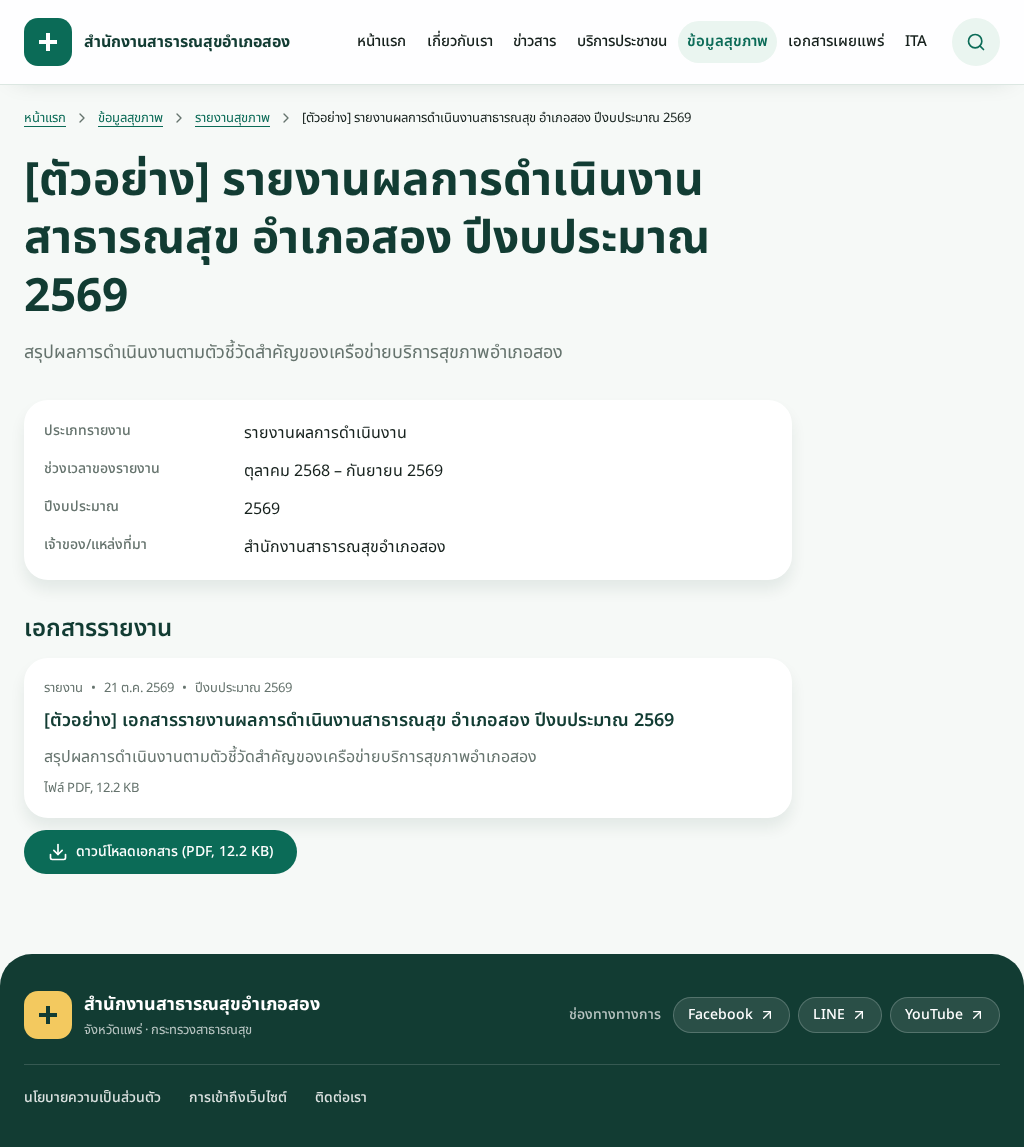 สำนักงานสาธารณสุขอำเภอสอง
หน้าแรก เกี่ยวกับเรา ข่าวสาร บริการประชาชน ข้อมูลสุขภาพ เอกสารเผยแพร่ ITA
หน้าแรก ข้อมูลสุขภาพ รายงานสุขภาพ [ตัวอย่าง] รายงานผลการดำเนินงานสาธารณสุข อำเภอสอง ปีงบประมาณ 2569
[ตัวอย่าง] รายงานผลการดำเนินงาน
สาธารณสุข อำเภอสอง ปีงบประมาณ
2569
สรุปผลการดำเนินงานตามตัวชี้วัดสำคัญของเครือข่ายบริการสุขภาพอำเภอสอง
ประเภทรายงาน รายงานผลการดำเนินงาน
ช่วงเวลาของรายงาน ตุลาคม 2568 – กันยายน 2569
ปีงบประมาณ 2569
เจ้าของ/แหล่งที่มา สำนักงานสาธารณสุขอำเภอสอง
เอกสารรายงาน
รายงาน • 21 ต.ค. 2569 • ปีงบประมาณ 2569
[ตัวอย่าง] เอกสารรายงานผลการดำเนินงานสาธารณสุข อำเภอสอง ปีงบประมาณ 2569
สรุปผลการดำเนินงานตามตัวชี้วัดสำคัญของเครือข่ายบริการสุขภาพอำเภอสอง
ไฟล์ PDF, 12.2 KB
ดาวน์โหลดเอกสาร (PDF, 12.2 KB)
สำนักงานสาธารณสุขอำเภอสอง
จังหวัดแพร่ · กระทรวงสาธารณสุข
ช่องทางทางการ Facebook LINE YouTube
นโยบายความเป็นส่วนตัว การเข้าถึงเว็บไซต์ ติดต่อเรา